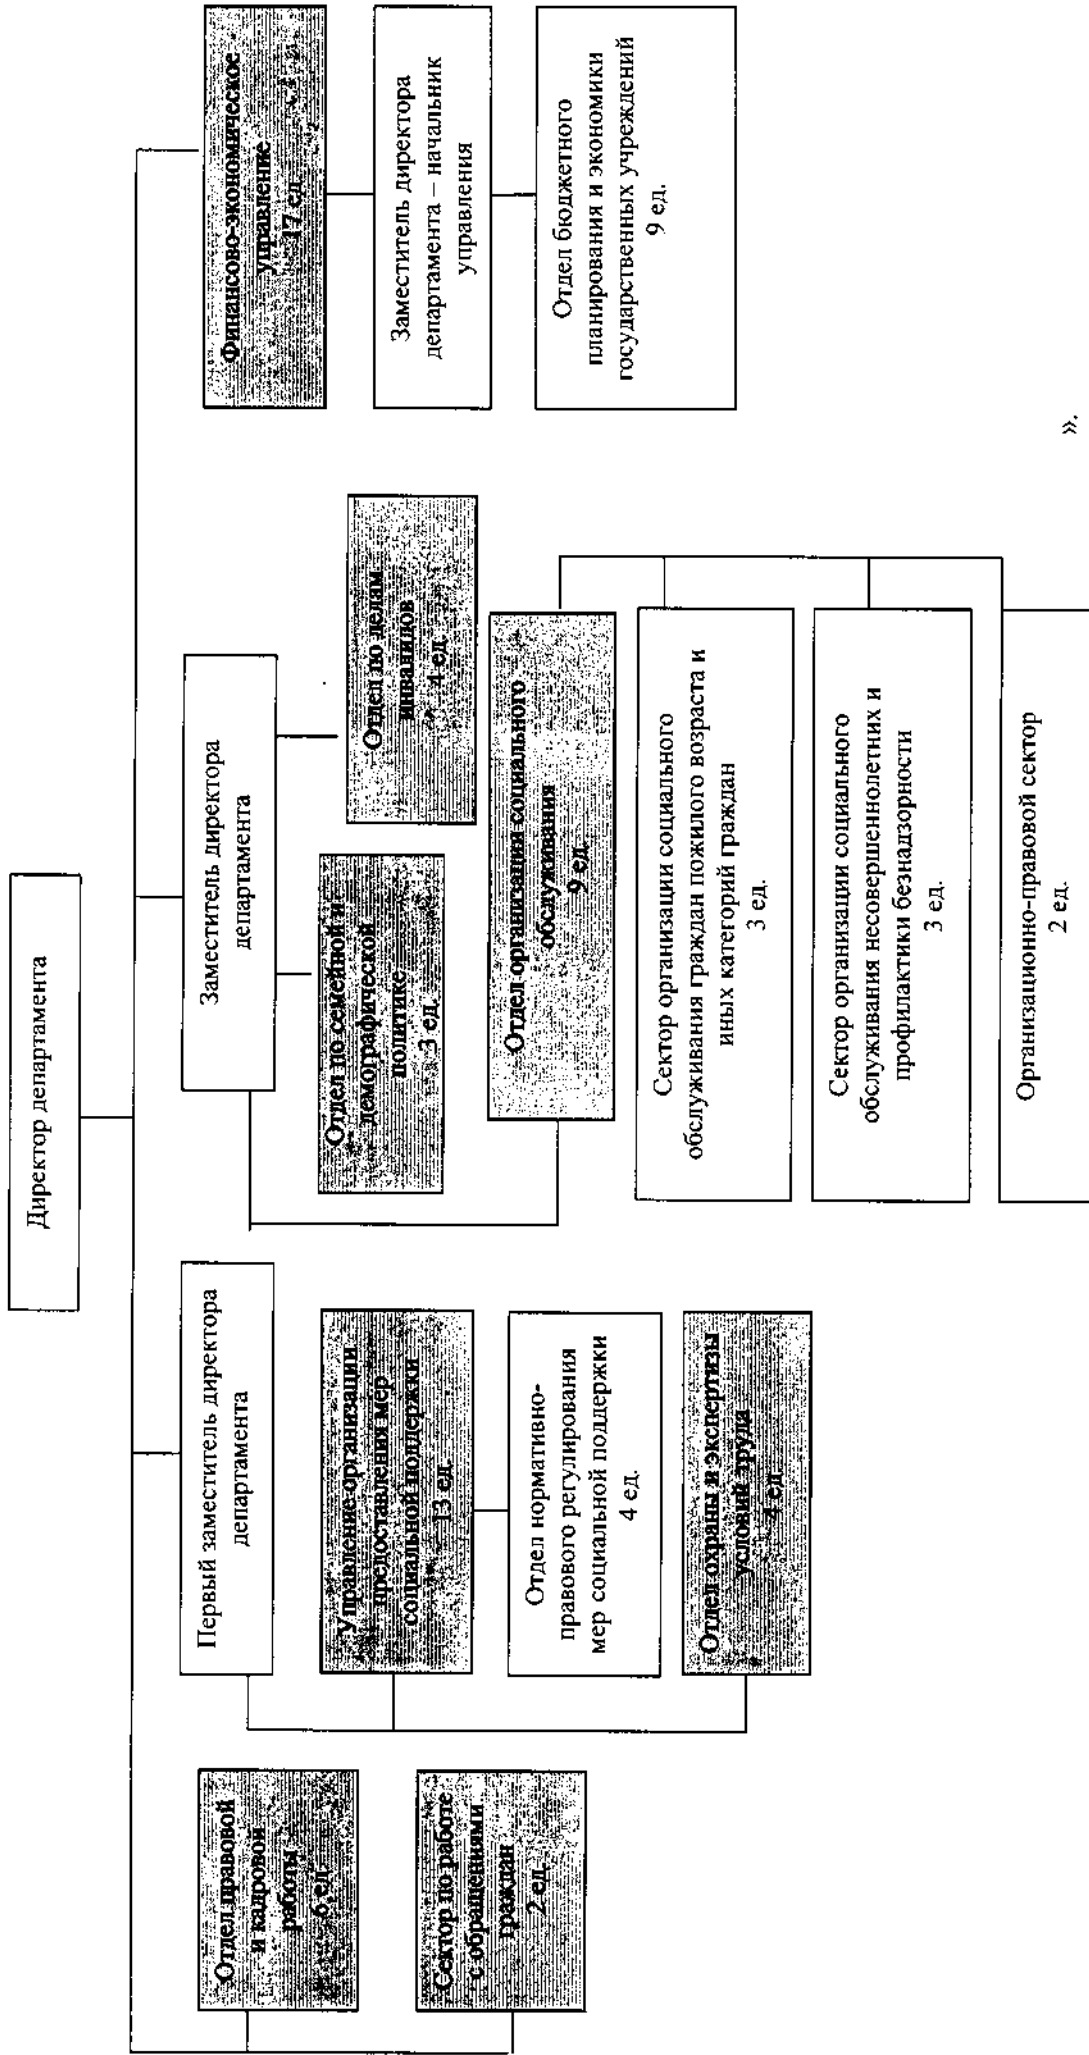 Директор департамента
Отдел правовой
и кадровой
работы
6 ед.
Сектор по работе
с обращениями
граждан
2 ед.
Первый заместитель директора
департамента
Управление организации
предоставления мер
социальной поддержки
13 ед.
Отдел нормативно-
правового регулирования
мер социальной поддержки
4 ед.
Отдел охраны и экспертизы
условий труда
4 ед.
Заместитель директора
департамента
Отдел по семейной и
демографической
политике
3 ед.
Отдел по делам
инвалидов
4 ед.
Отдел организации социального
обслуживания
9 ед.
Сектор организации социального
обслуживания граждан пожилого возраста и
иных категорий граждан
3 ед.
Сектор организации социального
обслуживания несовершеннолетних и
профилактики безнадзорности
3 ед.
Организационно-правовой сектор
2 ед.
Финансово-экономическое
управление
17 ед.
Заместитель директора
департамента – начальник
управления
Отдел бюджетного
планирования и экономики
государственных учреждений
9 ед.
».